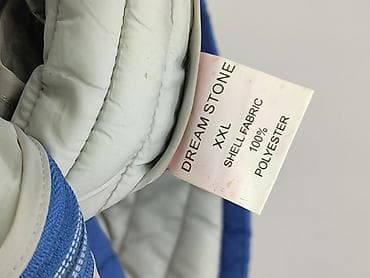 DREAM STONE
XXL
SHELL FABRIC
100%
POLYESTER